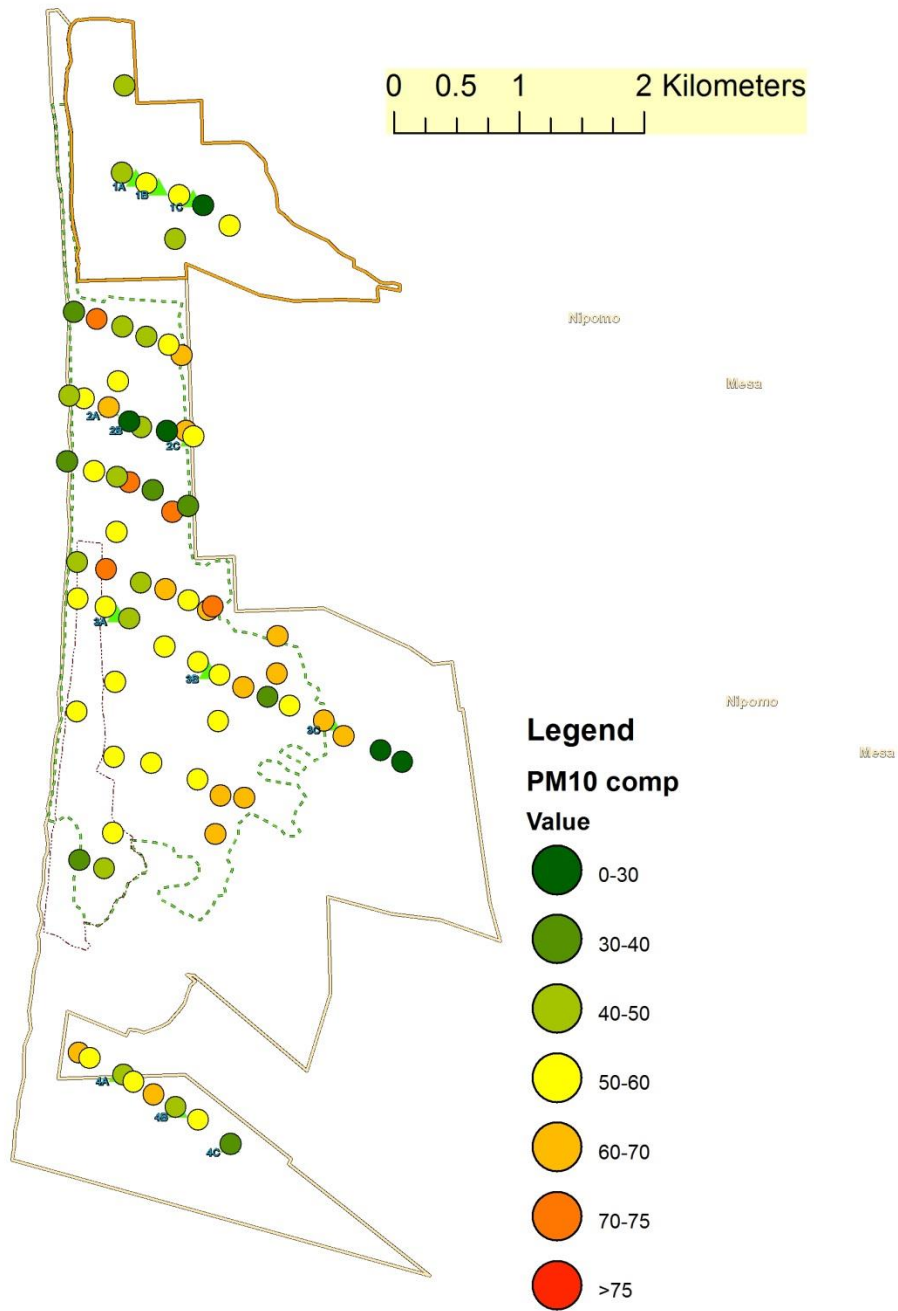 0 0.5 1 2 Kilometers
1A
1B
1C
Nipomo
Mesa
2A
2B
2C
3A
3B
Nipomo
3C
Mesa
Legend
PM10 comp
Value
0-30
30-40
40-50
50-60
60-70
70-75
>75
4A
4B
4C